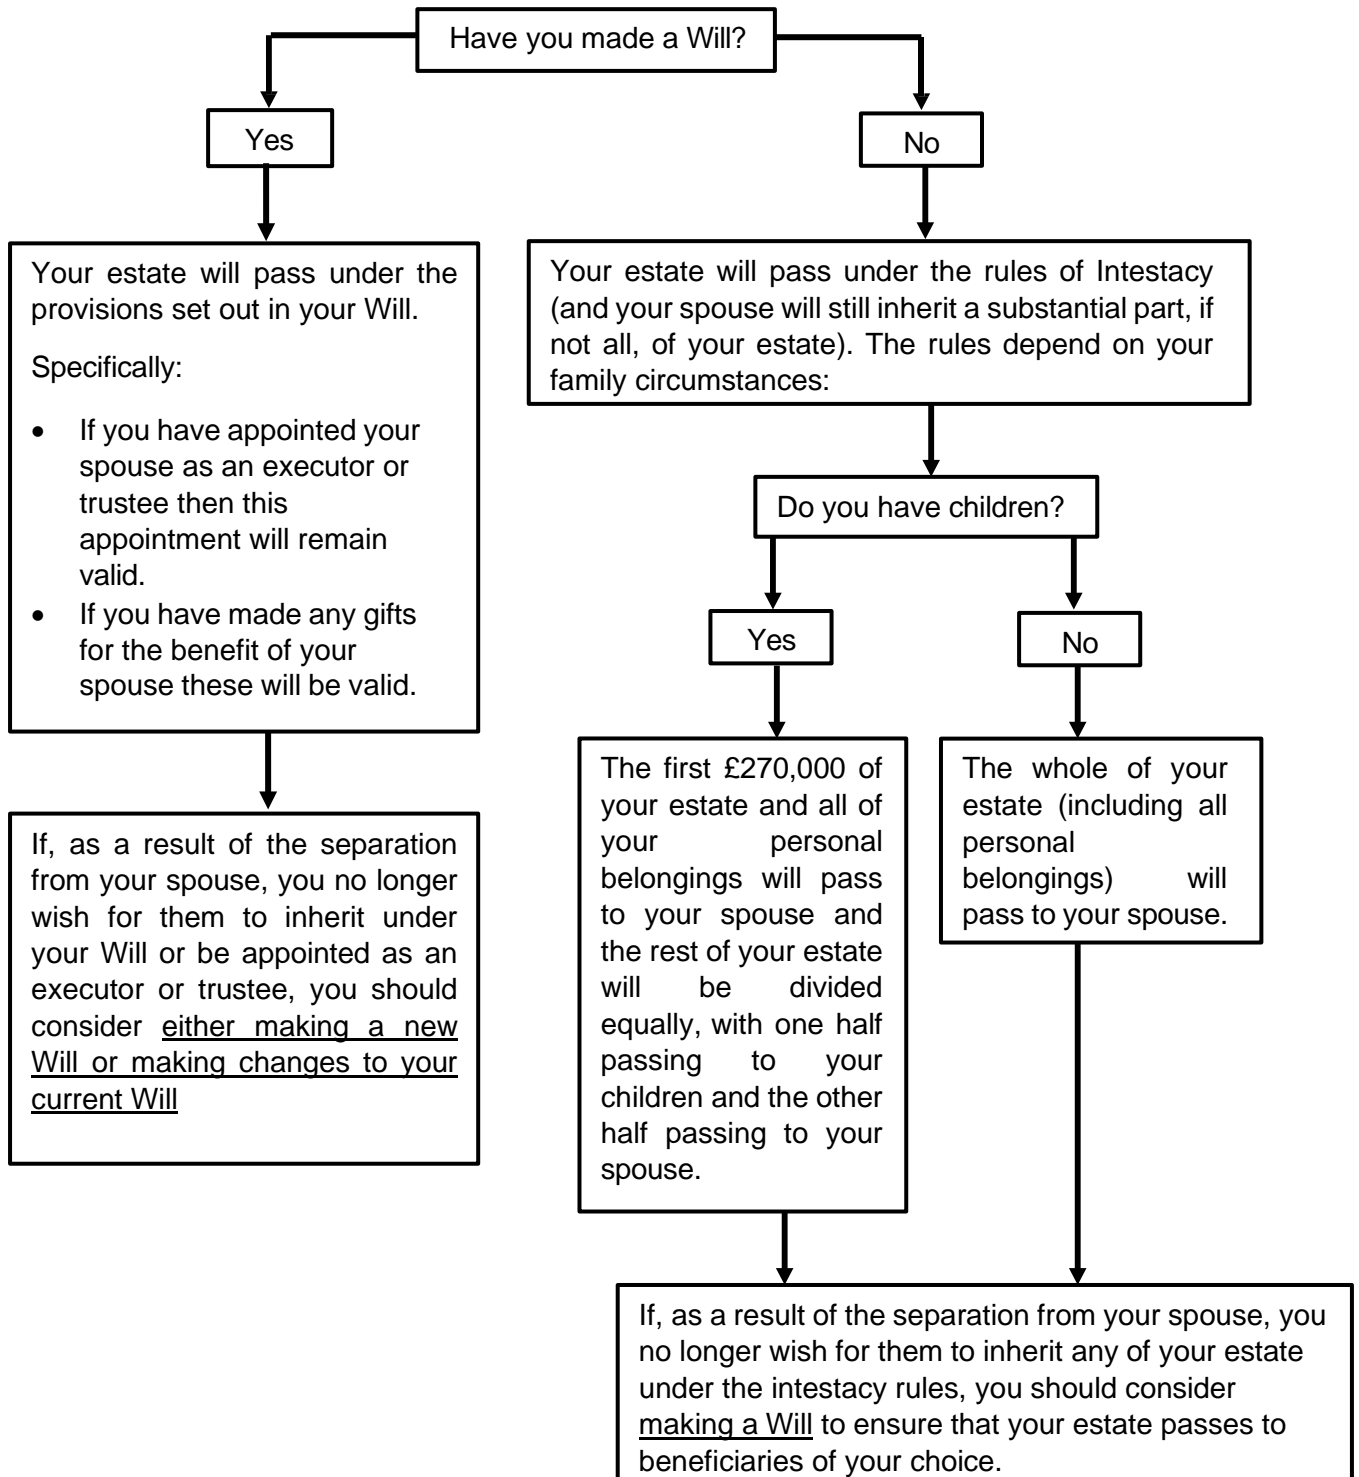 Have you made a Will?
Yes
No
Your estate will pass under the
provisions set out in your Will.
Specifically:
• If you have appointed your
spouse as an executor or
trustee then this
appointment will remain
valid.
• If you have made any gifts
for the benefit of your
spouse these will be valid.
If, as a result of the separation
from your spouse, you no longer
wish for them to inherit under
your Will or be appointed as an
executor or trustee, you should
consider either making a new
Will or making changes to your
current Will
Your estate will pass under the rules of Intestacy
(and your spouse will still inherit a substantial part, if
not all, of your estate). The rules depend on your
family circumstances:
Do you have children?
Yes
No
The first £270,000 of
your estate and all of
your personal
belongings will pass
to your spouse and
the rest of your estate
will be divided
equally, with one half
passing to your
children and the other
half passing to your
spouse.
The whole of your
estate (including all
personal
belongings) will
pass to your spouse.
If, as a result of the separation from your spouse, you
no longer wish for them to inherit any of your estate
under the intestacy rules, you should consider
making a Will to ensure that your estate passes to
beneficiaries of your choice.